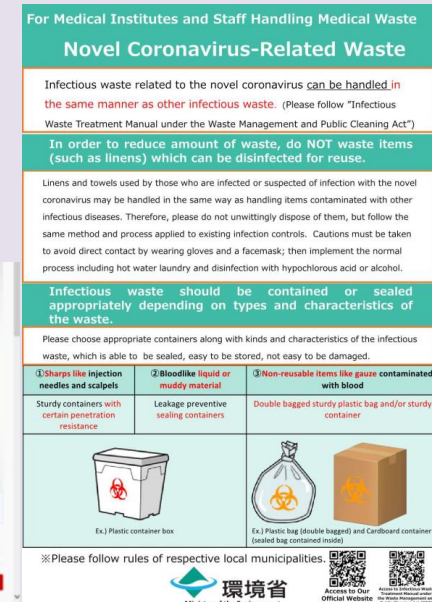 For Medical Institutes and Staff Handling Medical Waste
Novel Coronavirus-Related Waste
Infectious waste related to the novel coronavirus can be handled in
the same manner as other infectious waste. (Please follow "Infectious
Waste Treatment Manual under the Waste Management and Public Cleaning Act")
In order to reduce amount of waste, do NOT waste items
(such as linens) which can be disinfected for reuse.
Linens and towels used by those who are infected or suspected of infection with the novel
coronavirus may be handled in the same way as handling items contaminated with other
infectious diseases. Therefore, please do not unwittingly dispose of them, but follow the
same method and process applied to existing infection controls. Cautions must be taken
to avoid direct contact by wearing gloves and a facemask; then implement the normal
process including hot water laundry and disinfection with hypochlorous acid or alcohol.
Infectious waste should be contained or sealed
appropriately depending on types and characteristics of
the waste.
Please choose appropriate containers along with kinds and characteristics of the infectious
waste, which is able to be sealed, easy to be stored, not easy to be damaged.
①Sharps like injection
needles and scalpels
②Bloodlike liquid or
muddy material
③Non-reusable items like gauze contaminated
with blood
Sturdy containers with
certain penetration
resistance
Leakage preventive
sealing containers
Double bagged sturdy plastic bag and/or sturdy
container
Ex.) Plastic container box
Ex.) Plastic bag (double bagged) and Cardboard container
(sealed bag contained inside)
※Please follow rules of respective local municipalities.
環境省
Access to Our
Official Website
Access to Infectious Waste
Treatment Manual under
the Waste Management and